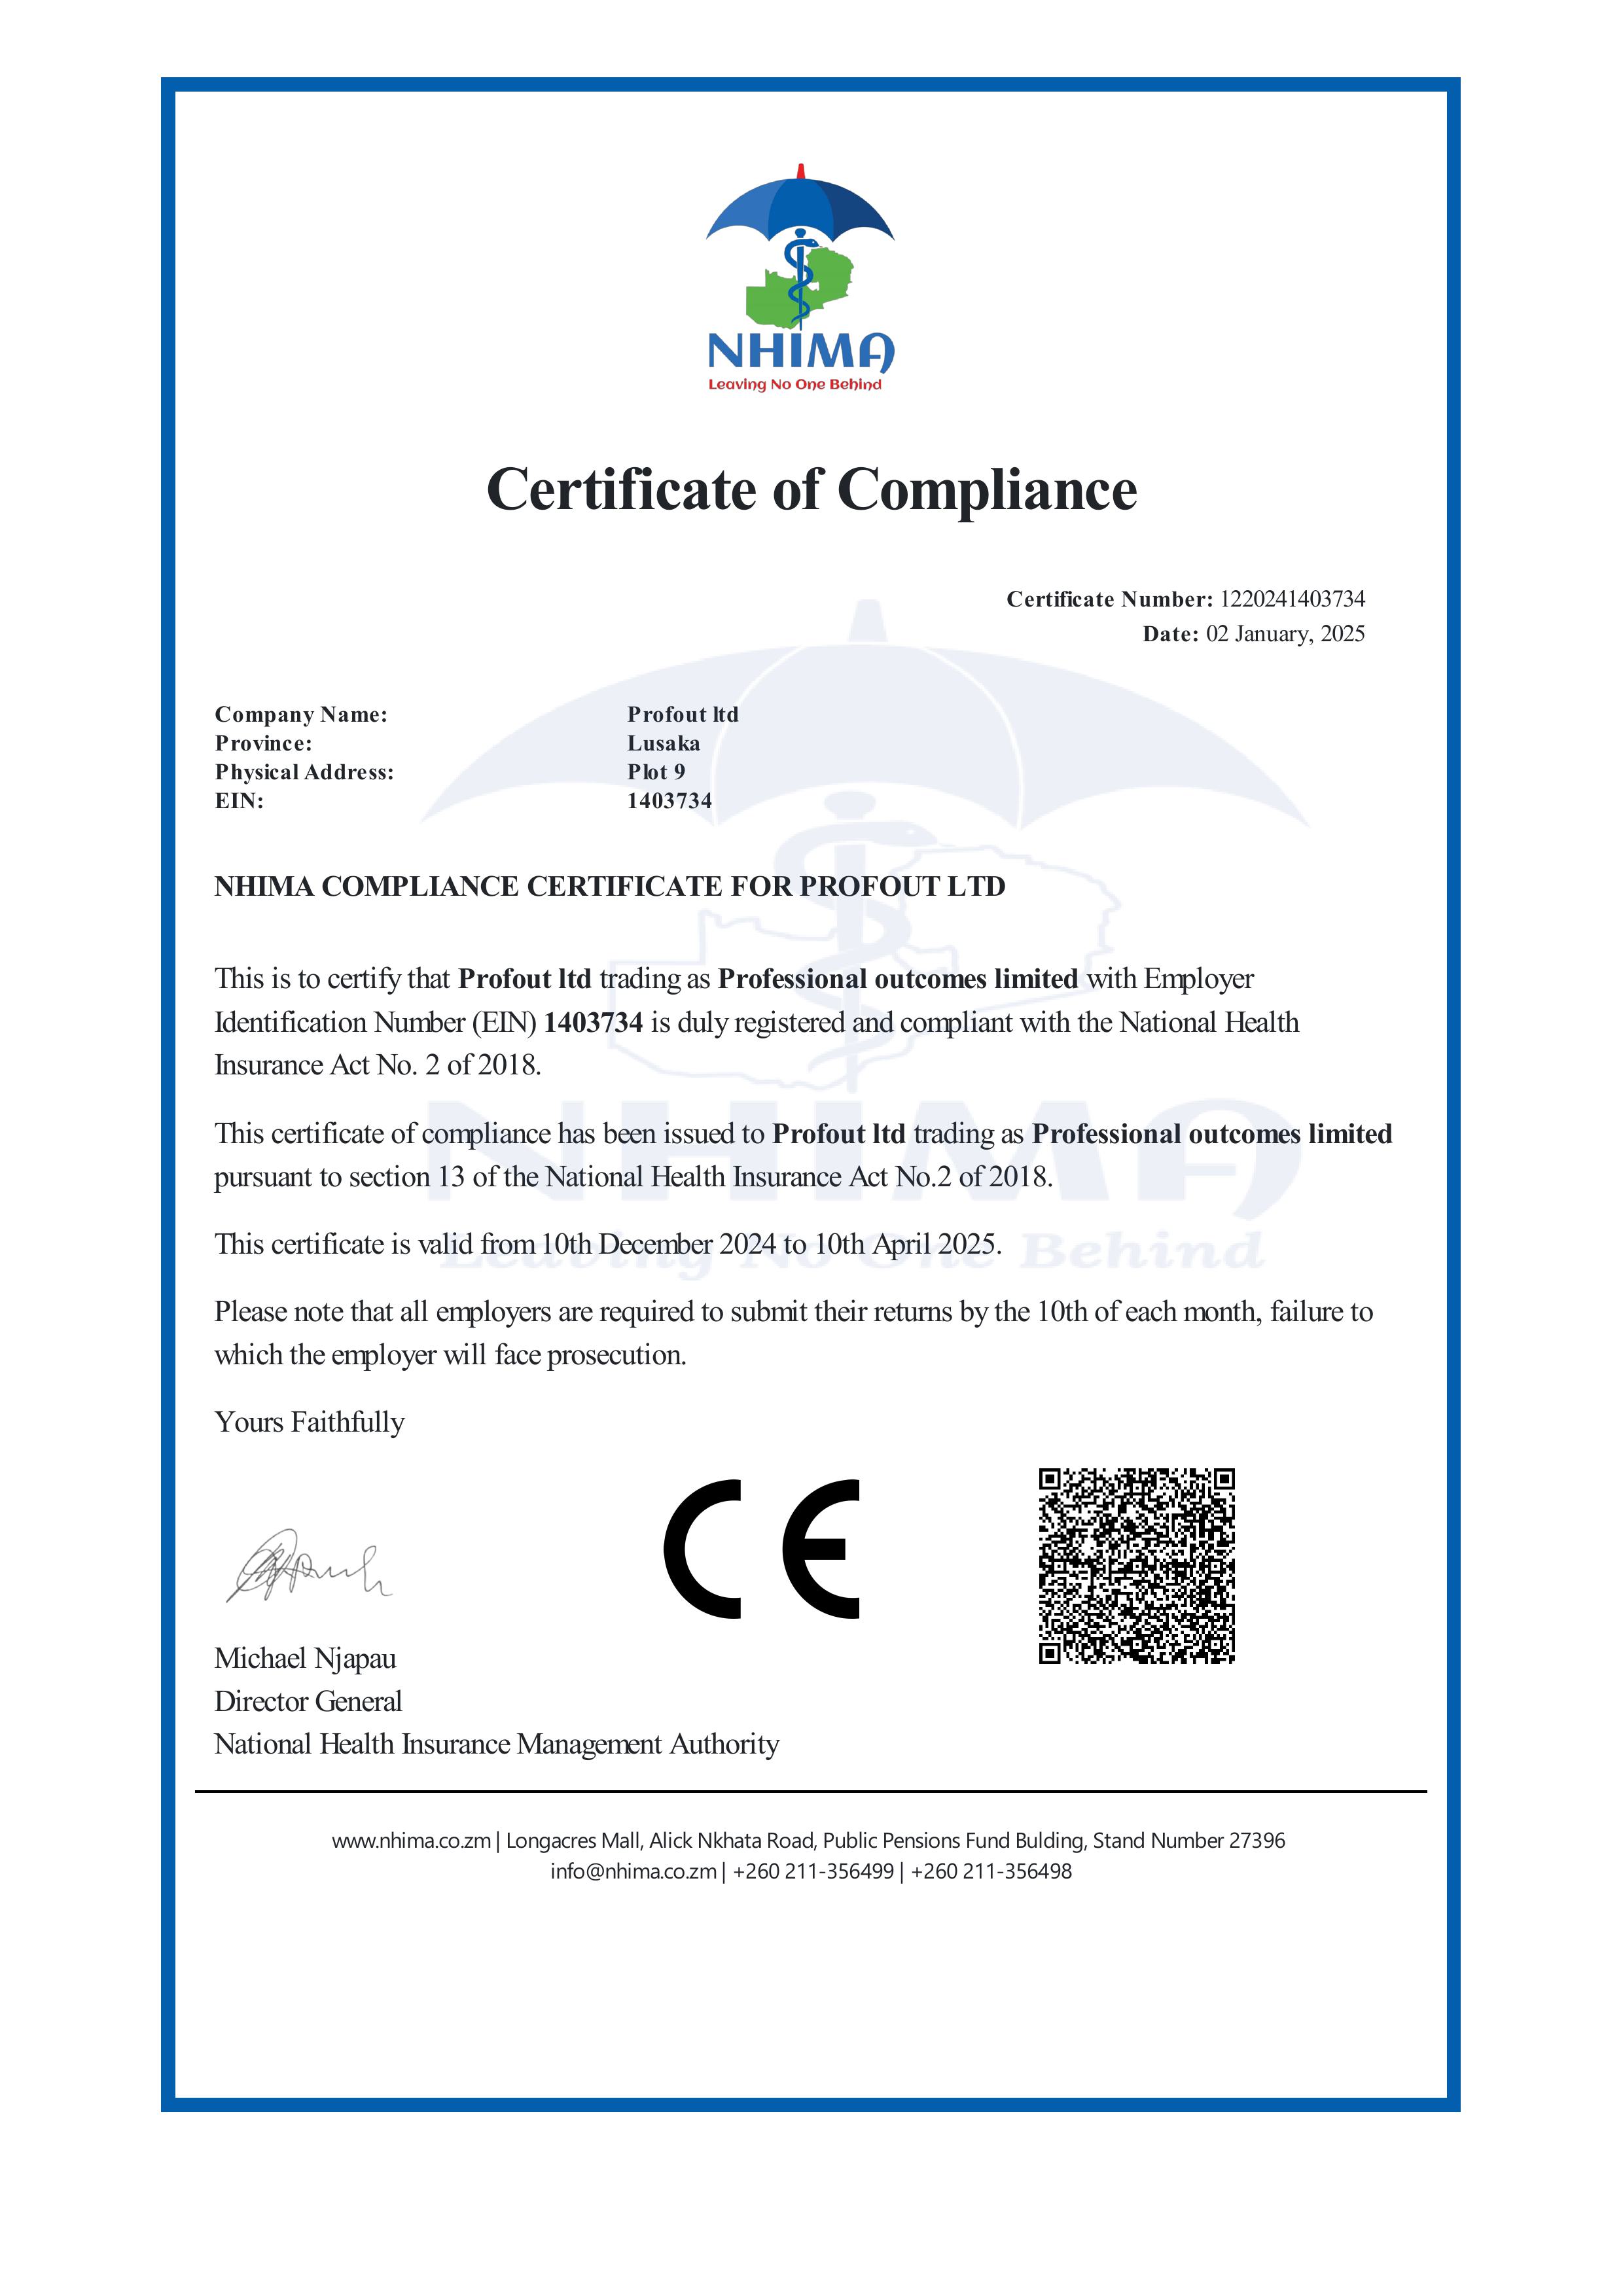 NHIMA
Leaving No One Behind
Certificate of Compliance
Certificate Number: 1220241403734
Date: 02 January, 2025
Company Name: Profout ltd
Province: Lusaka
Physical Address: Plot 9
EIN: 1403734
NHIMA COMPLIANCE CERTIFICATE FOR PROFOUT LTD
This is to certify that Profout ltd trading as Professional outcomes limited with Employer
Identification Number (EIN) 1403734 is duly registered and compliant with the National Health
Insurance Act No. 2 of 2018.
This certificate of compliance has been issued to Profout ltd trading as Professional outcomes limited
pursuant to section 13 of the National Health Insurance Act No.2 of 2018.
NHIMA
This certificate is valid from 10th December 2024 to 10th April 2025.
Leaving No One Behind
Please note that all employers are required to submit their returns by the 10th of each month, failure to
which the employer will face prosecution.
Yours Faithfully
CE
Michael Njapau
Director General
National Health Insurance Management Authority
www.nhima.co.zm | Longacres Mall, Alick Nkhata Road, Public Pensions Fund Bulding, Stand Number 27396
info@nhima.co.zm | +260 211-356499 | +260 211-356498